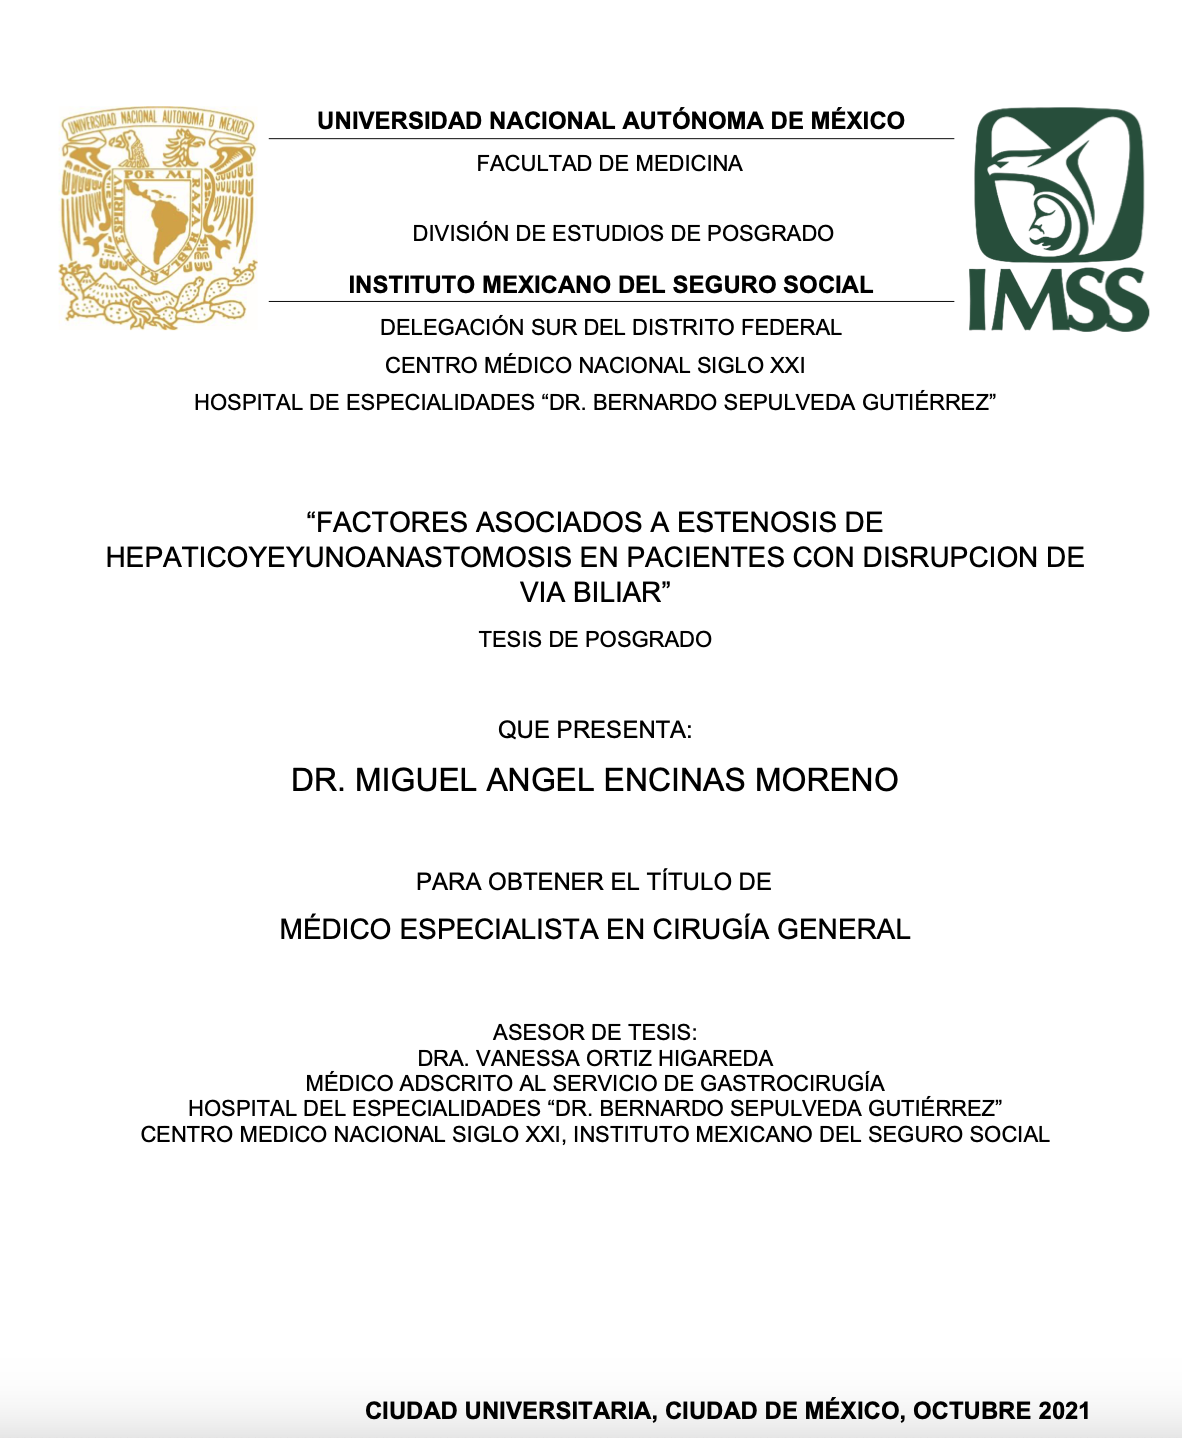 UNIVERSIDAD NACIONAL AUTONOMA D MEXICO
POR MI RAZA HABLARA EL ESPIRITU
UNIVERSIDAD NACIONAL AUTÓNOMA DE MÉXICO
FACULTAD DE MEDICINA
DIVISIÓN DE ESTUDIOS DE POSGRADO
INSTITUTO MEXICANO DEL SEGURO SOCIAL
IMSS
DELEGACIÓN SUR DEL DISTRITO FEDERAL
CENTRO MÉDICO NACIONAL SIGLO XXI
HOSPITAL DE ESPECIALIDADES “DR. BERNARDO SEPULVEDA GUTIÉRREZ”
“FACTORES ASOCIADOS A ESTENOSIS DE
HEPATICOYEYUNOANASTOMOSIS EN PACIENTES CON DISRUPCION DE
VIA BILIAR”
TESIS DE POSGRADO
QUE PRESENTA:
DR. MIGUEL ANGEL ENCINAS MORENO
PARA OBTENER EL TÍTULO DE
MÉDICO ESPECIALISTA EN CIRUGÍA GENERAL
ASESOR DE TESIS:
DRA. VANESSA ORTIZ HIGAREDA
MÉDICO ADSCRITO AL SERVICIO DE GASTROCIRUGÍA
HOSPITAL DEL ESPECIALIDADES “DR. BERNARDO SEPULVEDA GUTIÉRREZ”
CENTRO MEDICO NACIONAL SIGLO XXI, INSTITUTO MEXICANO DEL SEGURO SOCIAL
CIUDAD UNIVERSITARIA, CIUDAD DE MÉXICO, OCTUBRE 2021